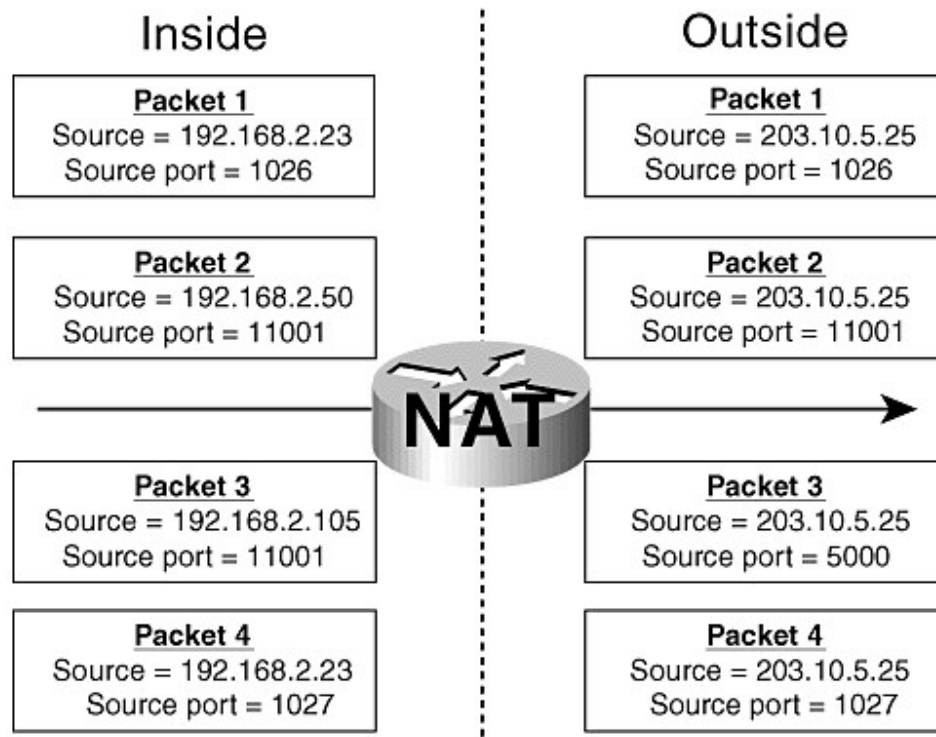 Inside
Outside
Packet 1
Source = 192.168.2.23
Source port = 1026
Packet 1
Source = 203.10.5.25
Source port = 1026
Packet 2
Source = 192.168.2.50
Source port = 11001
Packet 2
Source = 203.10.5.25
Source port = 11001
NAT
Packet 3
Source = 192.168.2.105
Source port = 11001
Packet 3
Source = 203.10.5.25
Source port = 5000
Packet 4
Source = 192.168.2.23
Source port = 1027
Packet 4
Source = 203.10.5.25
Source port = 1027